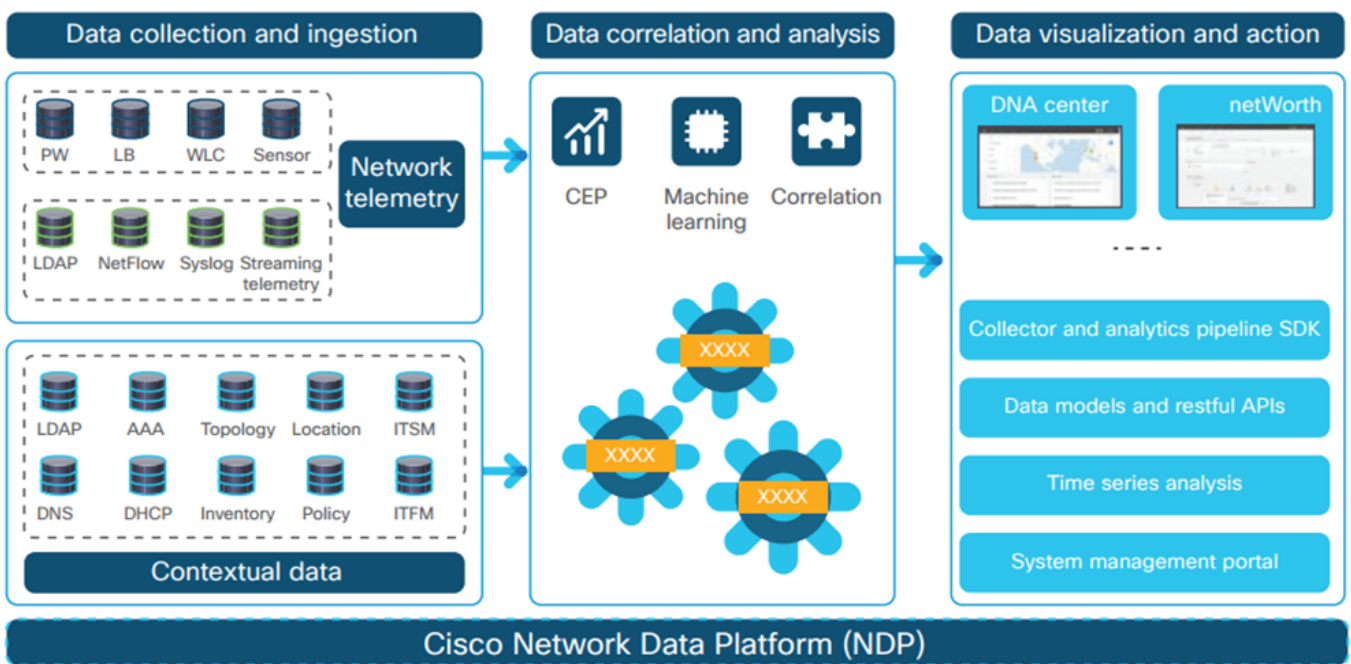 Data collection and ingestion
Data correlation and analysis
Data visualization and action
PW
LB
WLC
Sensor
Network
telemetry
LDAP
NetFlow
Syslog
Streaming
telemetry
LDAP
AAA
Topology
Location
ITSM
DNS
DHCP
Inventory
Policy
ITFM
Contextual data
CEP
Machine
learning
Correlation
XXXX
XXXX
XXXX
DNA center
netWorth
Collector and analytics pipeline SDK
Data models and restful APIs
Time series analysis
System management portal
Cisco Network Data Platform (NDP)